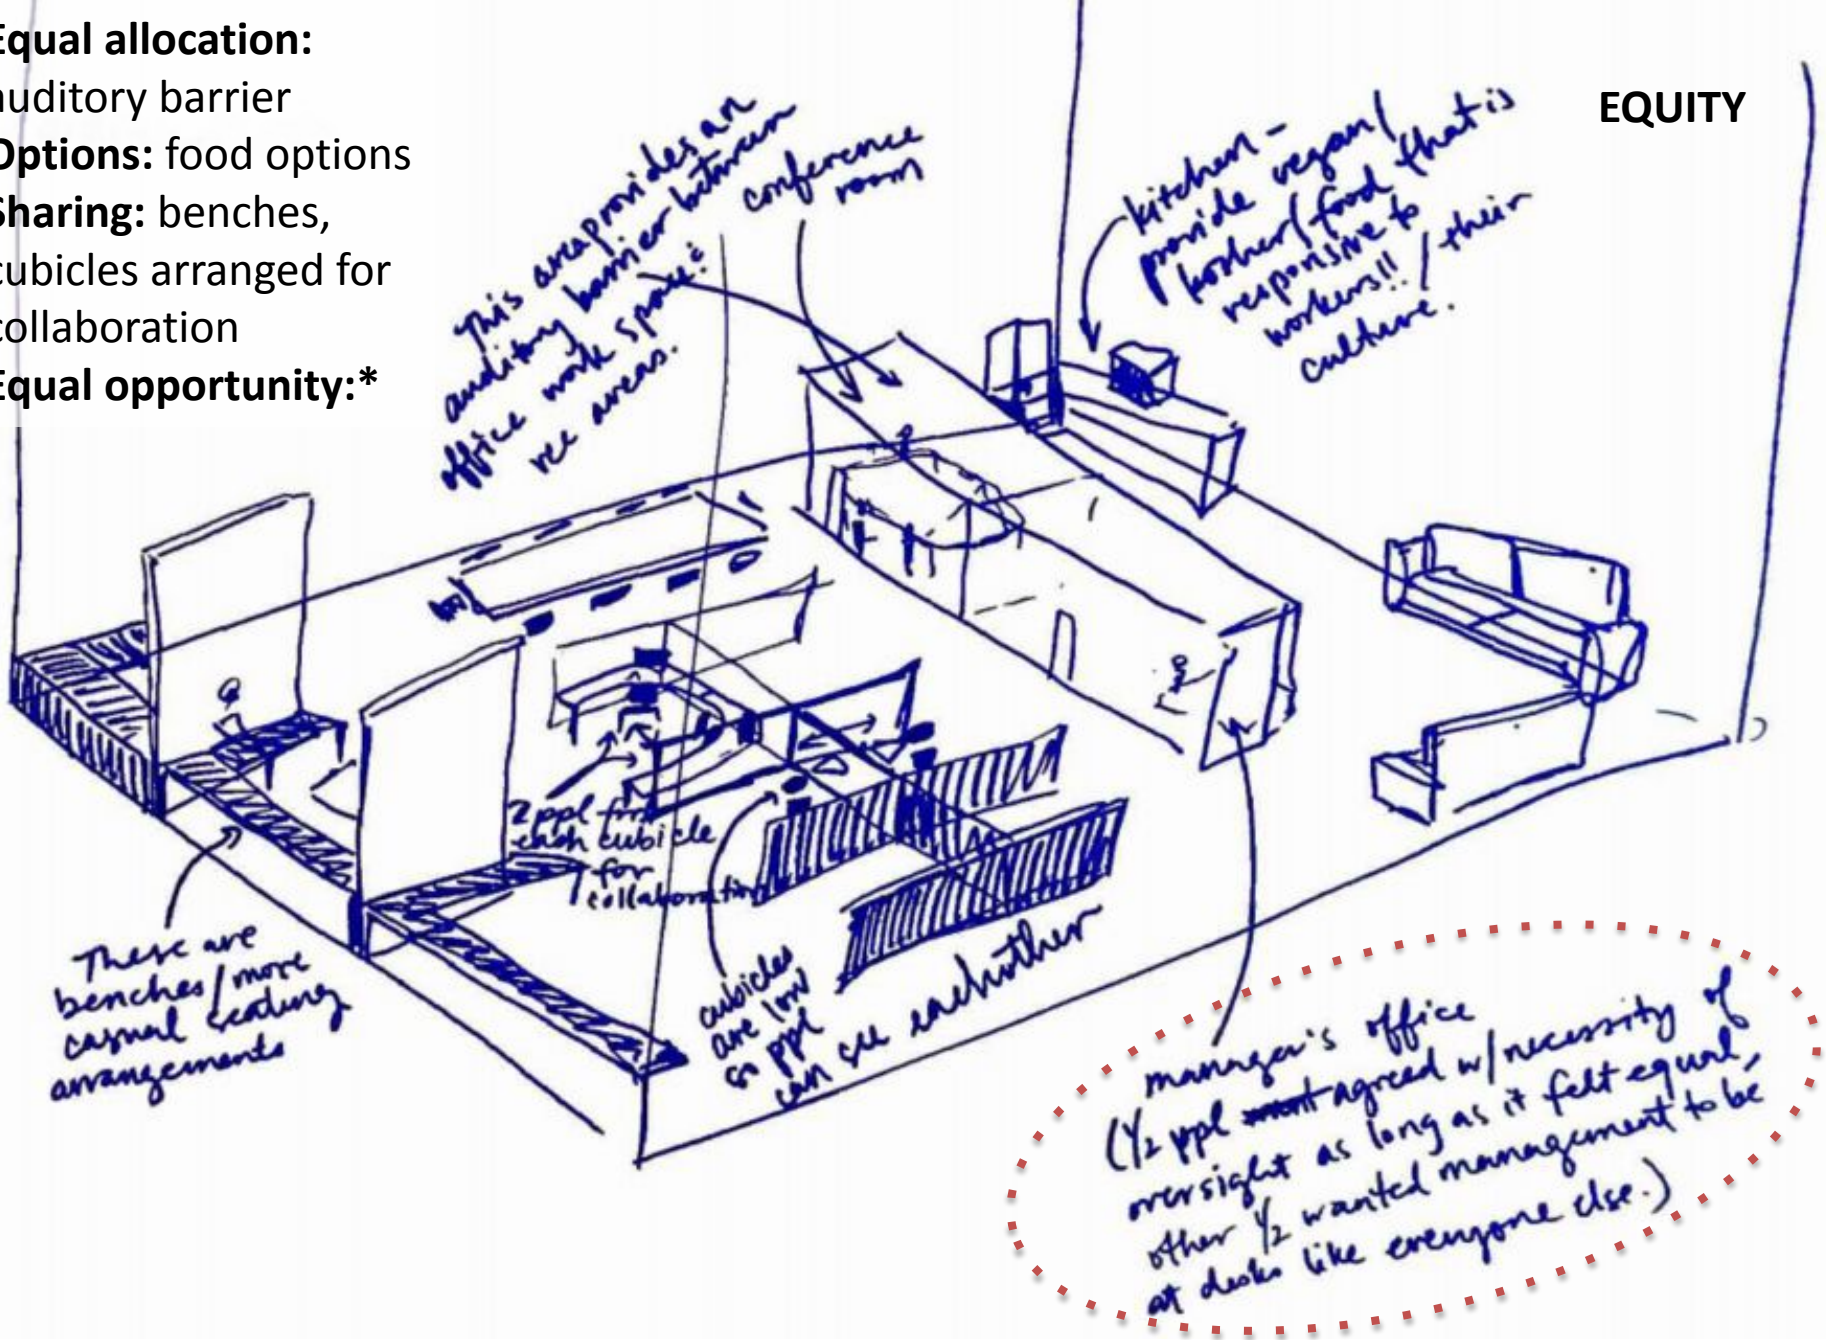 Equal allocation:
auditory barrier
Options: food options
Sharing: benches,
cubicles arranged for
collaboration
Equal opportunity:*
EQUITY
This area provides an
auditory barrier between
office work space &
rec areas.
conference
room
kitchen -
provide vegan/
kosher/food that is
responsive to
workers!! / their
culture.
2 ppl
each cubicle
for
collaboration
These are
benches/more
casual seating
arrangements
cubicles
are low
so ppl
can see eachother
manager's office
(1/2 ppl want agreed w/necessity of
oversight as long as it felt equal,
other 1/2 wanted management to be
at desks like everyone else.)